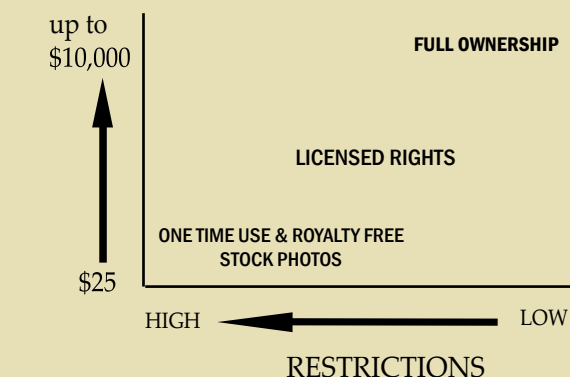 up to
$10,000
FULL OWNERSHIP
LICENSED RIGHTS
ONE TIME USE & ROYALTY FREE
STOCK PHOTOS
$25
HIGH
LOW
RESTRICTIONS